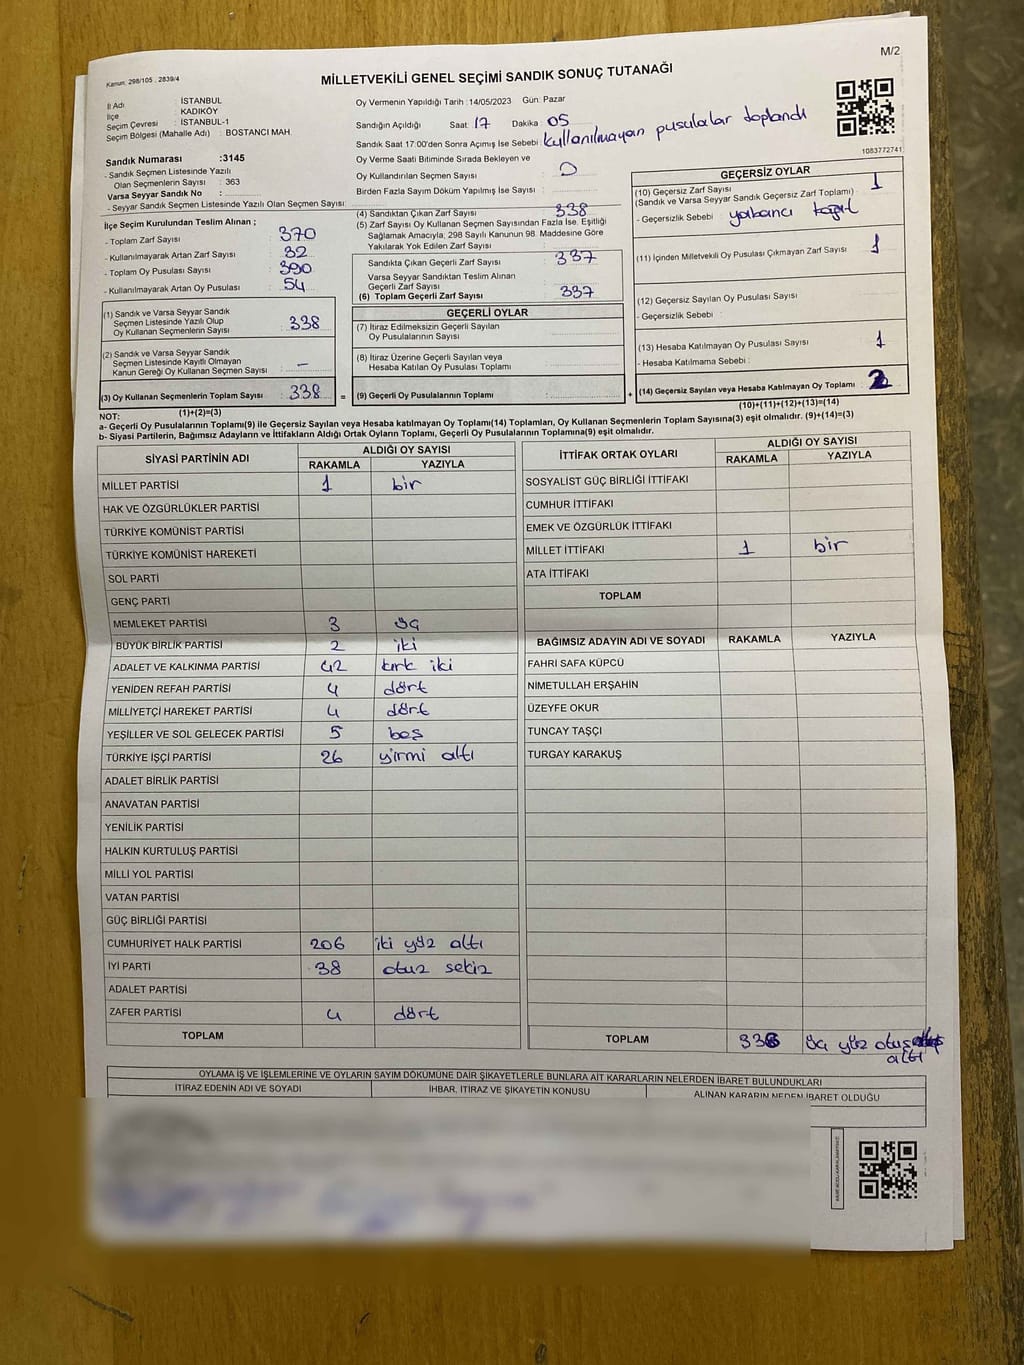 M/2
Kanun: 298/105 , 2839/4
MİLLETVEKİLİ GENEL SEÇİMİ SANDIK SONUÇ TUTANAĞI
İl Adı : İSTANBUL
İlçe : KADIKÖY
Seçim Çevresi : İSTANBUL-1
Seçim Bölgesi (Mahalle Adı) : BOSTANCI MAH.
Sandık Numarası :3145
- Sandık Seçmen Listesinde Yazılı
Olan Seçmenlerin Sayısı : 363
Varsa Seyyar Sandık No :
- Seyyar Sandık Seçmen Listesinde Yazılı Olan Seçmen Sayısı:
Oy Vermenin Yapıldığı Tarih :14/05/2023 Gün: Pazar
Sandığın Açıldığı Saat: 17 Dakika : 05
Sandık Saat 17:00'den Sonra Açımış İse Sebebi: kullanılmayan pusulalar toplandı
Oy Verme Saati Bitiminde Sırada Bekleyen ve
Oy Kullandırılan Seçmen Sayısı : 0
Birden Fazla Sayım Döküm Yapılmış İse Sayısı :
1083772741
İlçe Seçim Kurulundan Teslim Alınan ;
- Toplam Zarf Sayısı : 370
- Kullanılmayarak Artan Zarf Sayısı : 32
- Toplam Oy Pusulası Sayısı : 390
- Kullanılmayarak Artan Oy Pusulası : 54
(1) Sandık ve Varsa Seyyar Sandık
Seçmen Listesinde Yazılı Olup
Oy Kullanan Seçmenlerin Sayısı : 338
(2) Sandık ve Varsa Seyyar Sandık
Seçmen Listesinde Kayıtlı Olmayan
Kanun Gereği Oy Kullanan Seçmen Sayısı : –
(3) Oy Kullanan Seçmenlerin Toplam Sayısı : 338
(1)+(2)=(3)
(4) Sandıktan Çıkan Zarf Sayısı : 338
(5) Zarf Sayısı Oy Kullanan Seçmen Sayısından Fazla İse, Eşitliği
Sağlamak Amacıyla, 298 Sayılı Kanunun 98. Maddesine Göre
Yakılarak Yok Edilen Zarf Sayısı :
Sandıkta Çıkan Geçerli Zarf Sayısı : 337
Varsa Seyyar Sandıktan Teslim Alınan
Geçerli Zarf Sayısı :
(6) Toplam Geçerli Zarf Sayısı : 337
GEÇERLİ OYLAR
(7) İtiraz Edilmeksizin Geçerli Sayılan
Oy Pusulasının Sayısı :
(8) İtiraz Üzerine Geçerli Sayılan veya
Hesaba Katılan Oy Pusulası Toplamı :
= (9) Geçerli Oy Pusulalarının Toplamı : +
GEÇERSİZ OYLAR
(10) Geçersiz Zarf Sayısı : 1
(Sandık ve Varsa Seyyar Geçersiz Zarf Toplamı)
- Geçersizlik Sebebi : yabancı
(11) İçinden Milletvekili Oy Pusulası Çıkmayan Zarf Sayısı : 1
(12) Geçersiz Sayılan Oy Pusulası Sayısı :
- Geçersizlik Sebebi :
(13) Hesaba Katılmayan Oy Pusulası Sayısı : 1
- Hesaba Katılmama Sebebi :
(14) Geçersiz Sayılan veya Hesaba Katılmayan Oy Toplamı : 2
(10)+(11)+(12)+(13)=(14)
NOT:
a- Geçerli Oy Pusulalarının Toplamı(9) ile Geçersiz Sayılan veya Hesaba katılmayan Oy Toplamı(14) Toplamları, Oy Kullanan Seçmenlerin Toplam Sayısına(3) eşit olmalıdır. (9)+(14)=(3)
b- Siyasi Partilerin, Bağımsız Adayların ve İttifakların Aldığı Ortak Oyların Toplamı, Geçerli Oy Pusulalarının Toplamına(9) eşit olmalıdır.
SİYASİ PARTİNİN ADI ALDIĞI OY SAYISI
RAKAMLA YAZIYLA
MİLLET PARTİSİ 1 bir
HAK VE ÖZGÜRLÜKLER PARTİSİ
TÜRKİYE KOMÜNİST PARTİSİ
TÜRKİYE KOMÜNİST HAREKETİ
SOL PARTİ
GENÇ PARTİ
MEMLEKET PARTİSİ 3 üç
BÜYÜK BİRLİK PARTİSİ 2 iki
ADALET VE KALKINMA PARTİSİ 42 kırk iki
YENİDEN REFAH PARTİSİ 4 dört
MİLLİYETÇİ HAREKET PARTİSİ 4 dört
YEŞİLLER VE SOL GELECEK PARTİSİ 5 beş
TÜRKİYE İŞÇİ PARTİSİ 26 yirmi altı
ADALET BİRLİK PARTİSİ
ANAVATAN PARTİSİ
YENİLİK PARTİSİ
HALKIN KURTULUŞ PARTİSİ
MİLLİ YOL PARTİSİ
VATAN PARTİSİ
GÜÇ BİRLİĞİ PARTİSİ
CUMHURİYET HALK PARTİSİ 206 iki yüz altı
İYİ PARTİ 38 otuz sekiz
ADALET PARTİSİ
ZAFER PARTİSİ 4 dört
TOPLAM
İTTİFAK ORTAK OYLARI ALDIĞI OY SAYISI
RAKAMLA YAZIYLA
SOSYALİST GÜÇ BİRLİĞİ İTTİFAKI
CUMHUR İTTİFAKI
EMEK VE ÖZGÜRLÜK İTTİFAKI
MİLLET İTTİFAKI 1 bir
ATA İTTİFAKI
TOPLAM
BAĞIMSIZ ADAYIN ADI VE SOYADI RAKAMLA YAZIYLA
FAHRİ SAFA KÜPCÜ
NİMETULLAH ERŞAHİN
ÜZEYFE OKUR
TUNCAY TAŞÇI
TURGAY KARAKUŞ
TOPLAM 336 üç yüz otuz
altı
OYLAMA İŞ VE İŞLEMLERİNE VE OYLARIN SAYIM DÖKÜMÜNE DAİR ŞİKAYETLERLE BUNLARA AİT KARARLARIN NELERDEN İBARET BULUNDUKLARI
İTİRAZ EDENİN ADI VE SOYADI İHBAR, İTİRAZ VE ŞİKAYETİN KONUSU ALINAN KARARIN NEDEN İBARET OLDUĞU